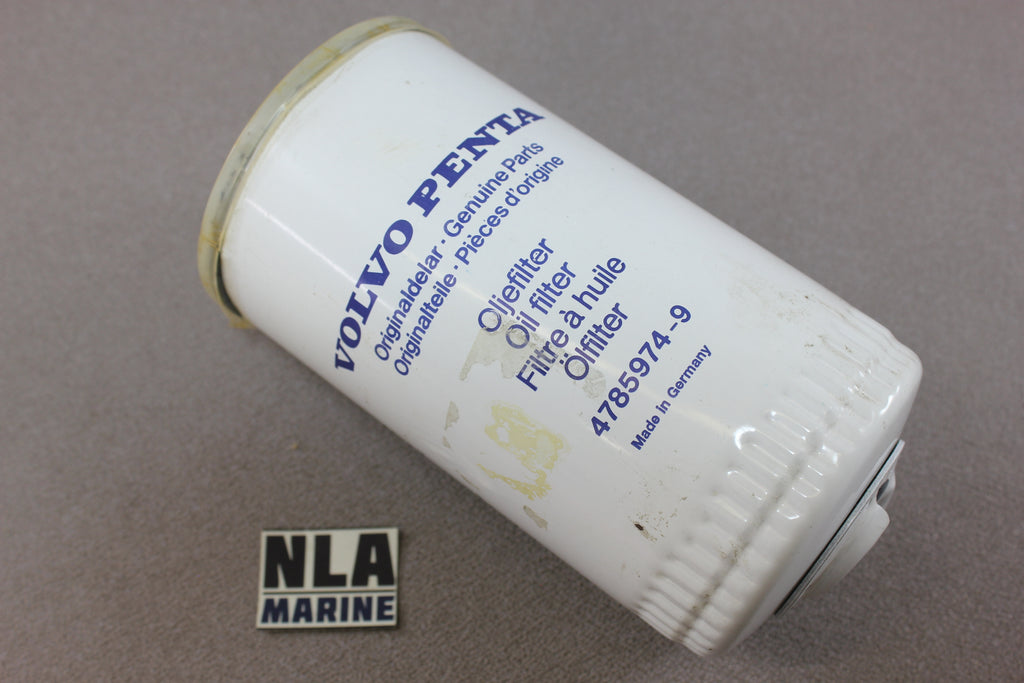 VOLVO PENTA
Originaldelar · Genuine Parts
Originalteile · Pièces d'origine
Oljefilter
Oil filter
Filtre à huile
Ölfilter
4785974-9
Made in Germany
NLA
MARINE